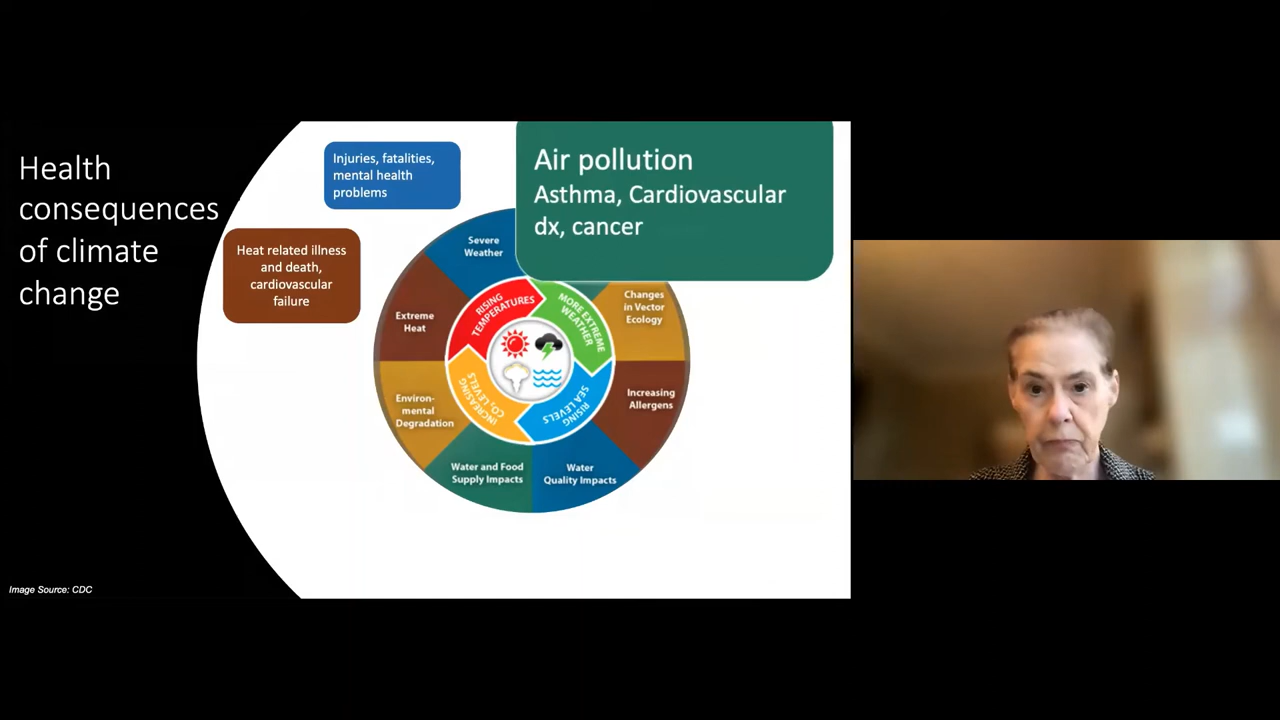 Health
consequences
of climate
change
Injuries, fatalities,
mental health
problems
Air pollution
Asthma, Cardiovascular
dx, cancer
Heat related illness
and death,
cardiovascular
failure
Severe
Weather
Changes
in Vector
Ecology
Extreme
Heat
Increasing
Allergens
Environ-
mental
Degradation
Water and Food
Supply Impacts
Water
Quality Impacts
RISING
TEMPERATURES
MORE EXTREME
WEATHER
RISING
SEA LEVELS
INCREASING
CO₂ LEVELS
Image Source: CDC